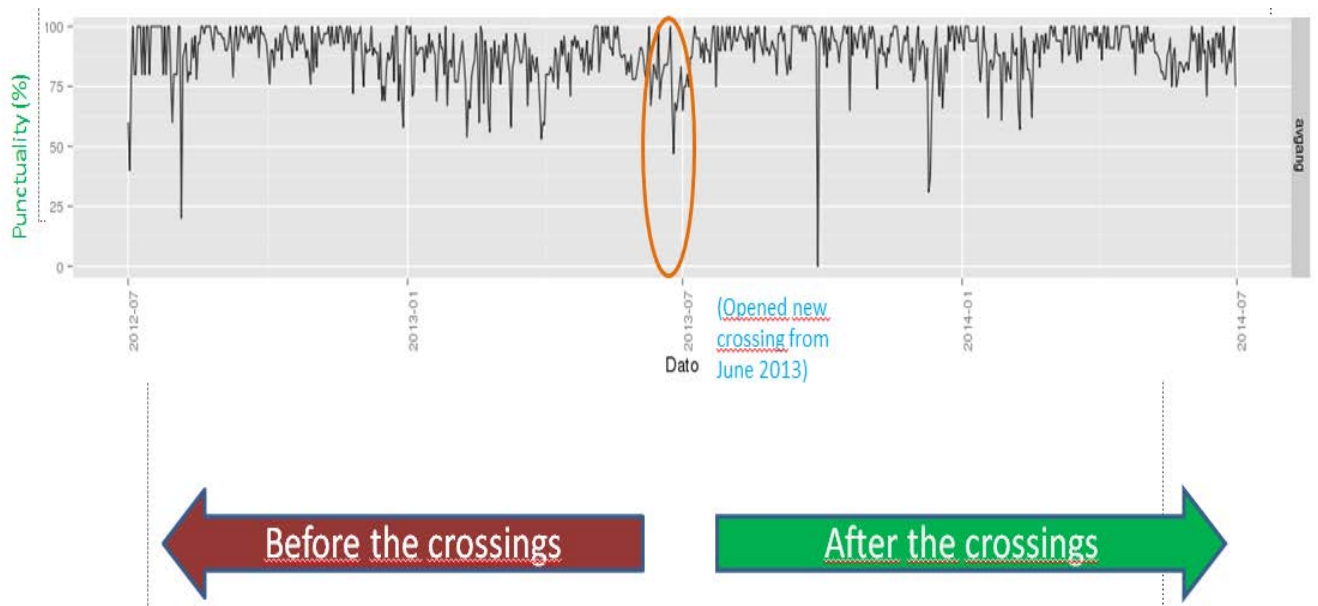 Punctuality (%)
100
75
50
25
0
avgang
2012-07
2013-01
2013-07
2014-01
2014-07
Dato
(Opened new
crossing from
June 2013)
Before the crossings
After the crossings